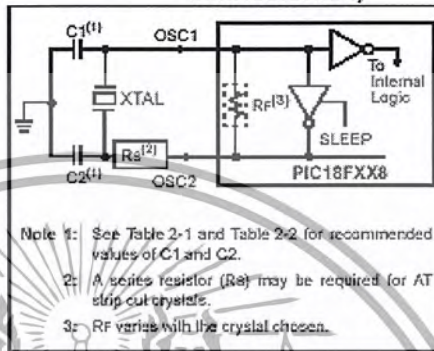 C1(1)
OSC1
To
Internal
Logic
XTAL
RF(3)
SLEEP
C2(1)
RS(2)
OSC2
PIC18FXX8
Note 1: See Table 2-1 and Table 2-2 for recommended
values of C1 and C2.
2: A series resistor (RS) may be required for AT
strip cut crystals.
3: RF varies with the crystal chosen.